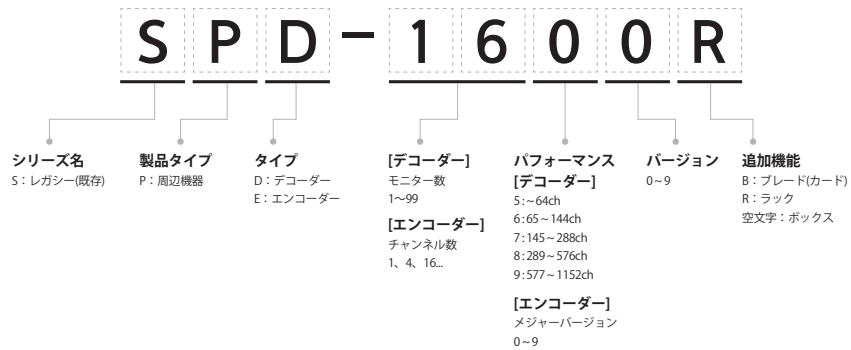 SPD-1600R
シリーズ名
S：レガシー(既存)
製品タイプ
P：周辺機器
タイプ
D：デコーダー
E：エンコーダー
[デコーダー]
モニター数
1〜99
[エンコーダー]
チャンネル数
1、4、16...
パフォーマンス
[デコーダー]
5:~64ch
6:65~144ch
7:145~288ch
8:289~576ch
9:577~1152ch
[エンコーダー]
メジャーバージョン
0~9
バージョン
0~9
追加機能
B：ブレード(カード)
R：ラック
空文字：ボックス